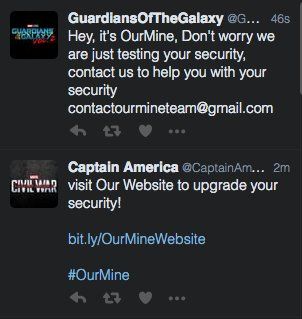 GuardiansOfTheGalaxy @G... 46s
Hey, it's OurMine, Don't worry we
are just testing your security,
contact us to help you with your
security
contactourmineteam@gmail.com
GUARDIANS
OF THE
GALAXY VOL. 2
Captain America @CaptainAm... 2m
visit Our Website to upgrade your
security!
bit.ly/OurMineWebsite
#OurMine
CIVIL WAR